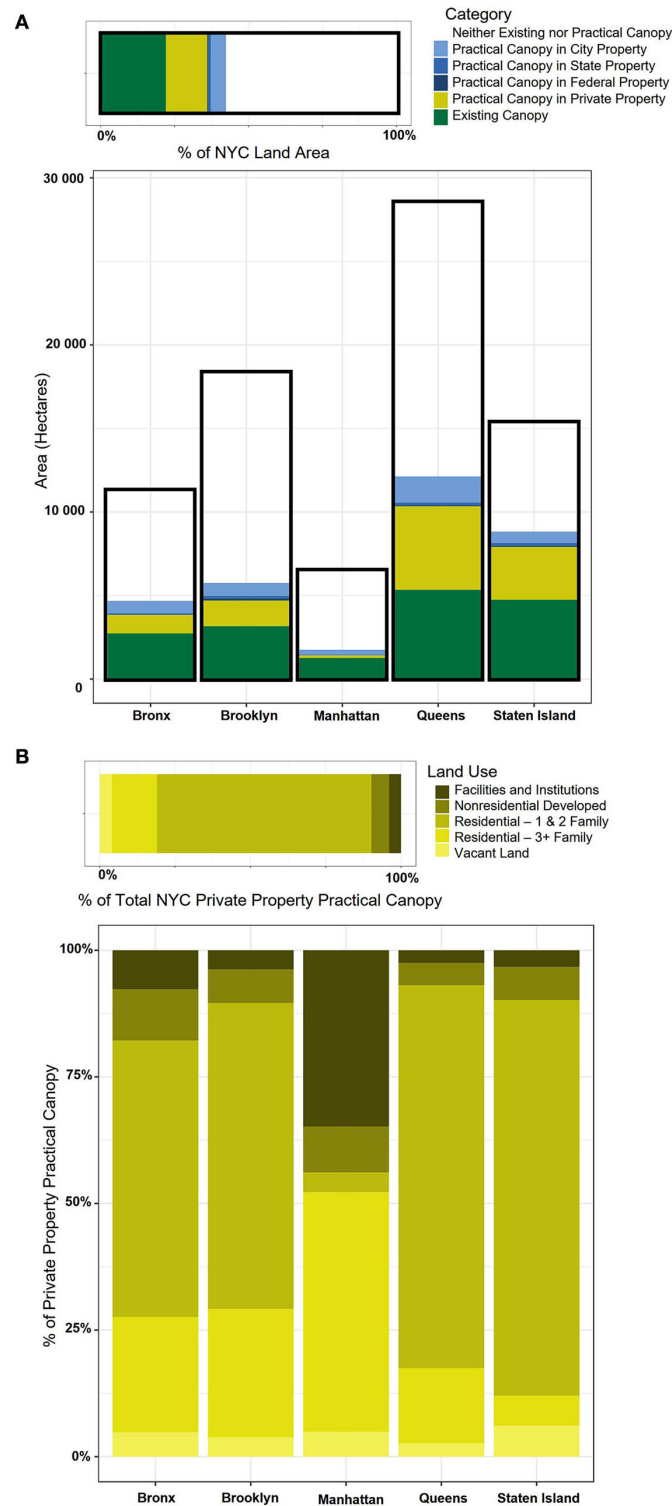 A
Category
Neither Existing nor Practical Canopy
Practical Canopy in City Property
Practical Canopy in State Property
Practical Canopy in Federal Property
Practical Canopy in Private Property
Existing Canopy
0%
100%
% of NYC Land Area
30 000
20 000
10 000
0
Area (Hectares)
Bronx
Brooklyn
Manhattan
Queens
Staten Island
B
Land Use
Facilities and Institutions
Nonresidential Developed
Residential – 1 & 2 Family
Residential – 3+ Family
Vacant Land
0%
100%
% of Total NYC Private Property Practical Canopy
100%
75%
50%
25%
0%
% of Private Property Practical Canopy
Bronx
Brooklyn
Manhattan
Queens
Staten Island